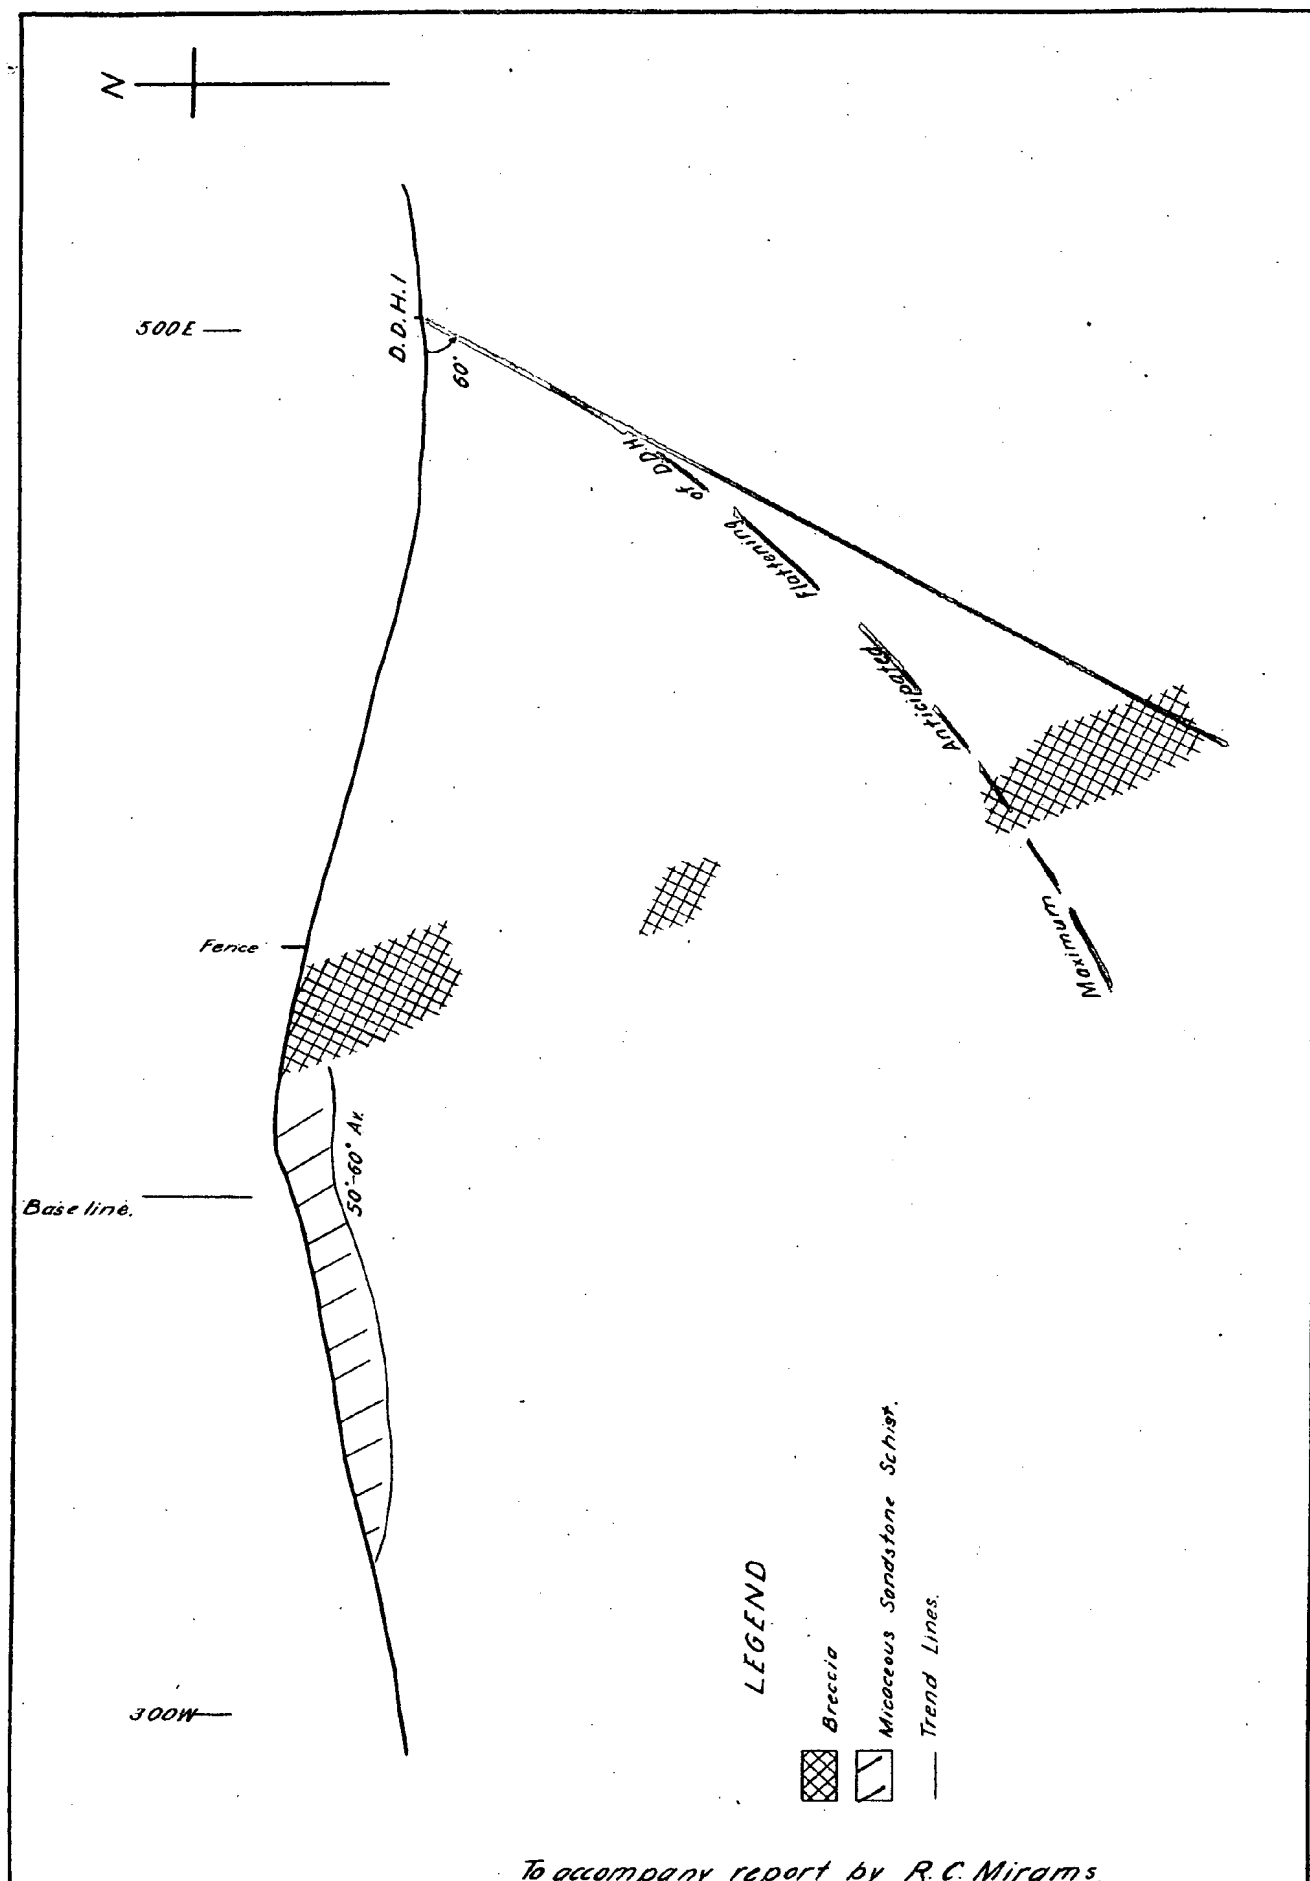 N
500E
D.D.H.1
60°
Maximum Anticipated Flattening of D.D.H.
Fence
50°-60° Av.
Base line.
300W
LEGEND
Breccia
Micaceous Sandstone Schist.
Trend Lines.
To accompany report by R.C. Mirams